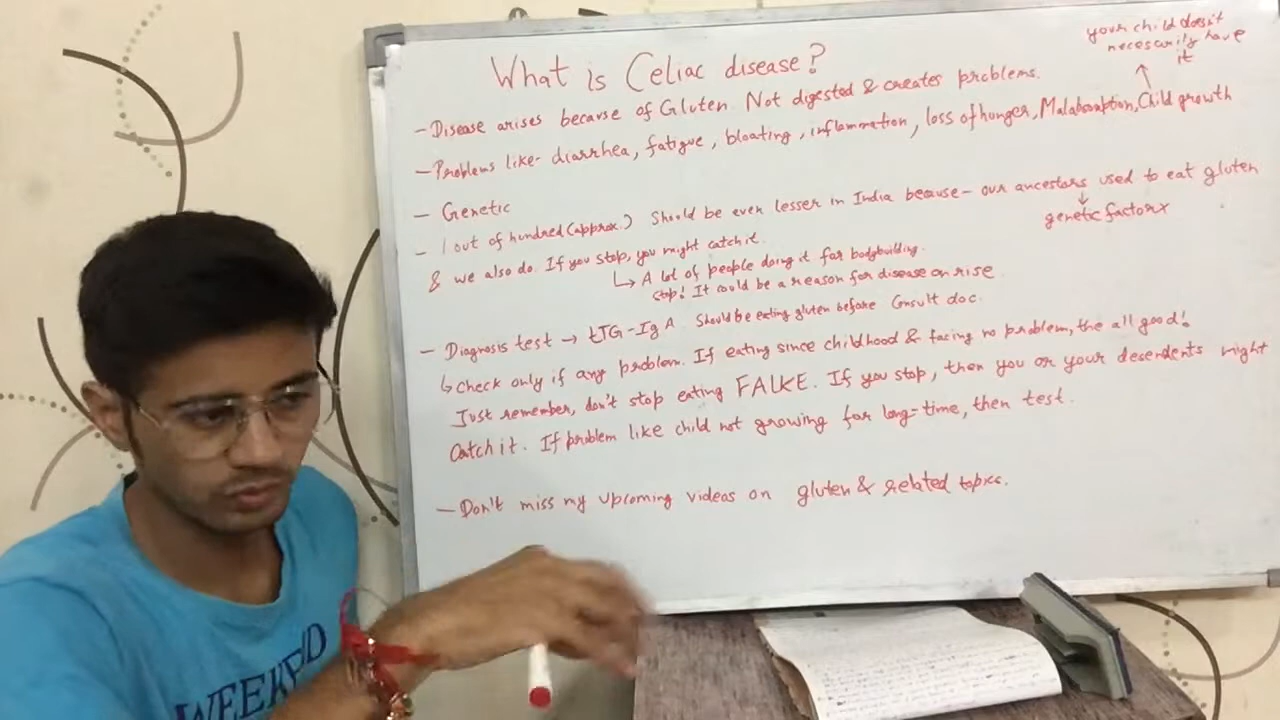 What is Celiac disease?
your child doesn't
necessarily have
it
- Disease arises because of Gluten Not digested & creates problems.
- Problems like- diarrhea, fatigue, bloating, inflammation, loss of hunger, Malabsorption, Child growth
- Genetic
- 1 out of hundred (approx.) Should be even lesser in India because - our ancestors used to eat gluten
genetic factor x
& we also do. If you stop, you might catch it.
↳ A lot of people doing it for bodybuilding.
stop! It could be a reason for disease on rise
- Diagnosis test → tTG-IgA Should be eating gluten before Consult doc.
↳ check only if any problem. If eating since childhood & facing no problem, the all good!
Just remember, don't stop eating FALKE. If you stop, then you or your descendents might
Catch it. If problem like child not growing for long-time, then test.
- Don't miss my upcoming videos on gluten & related topics.
WEEKEND